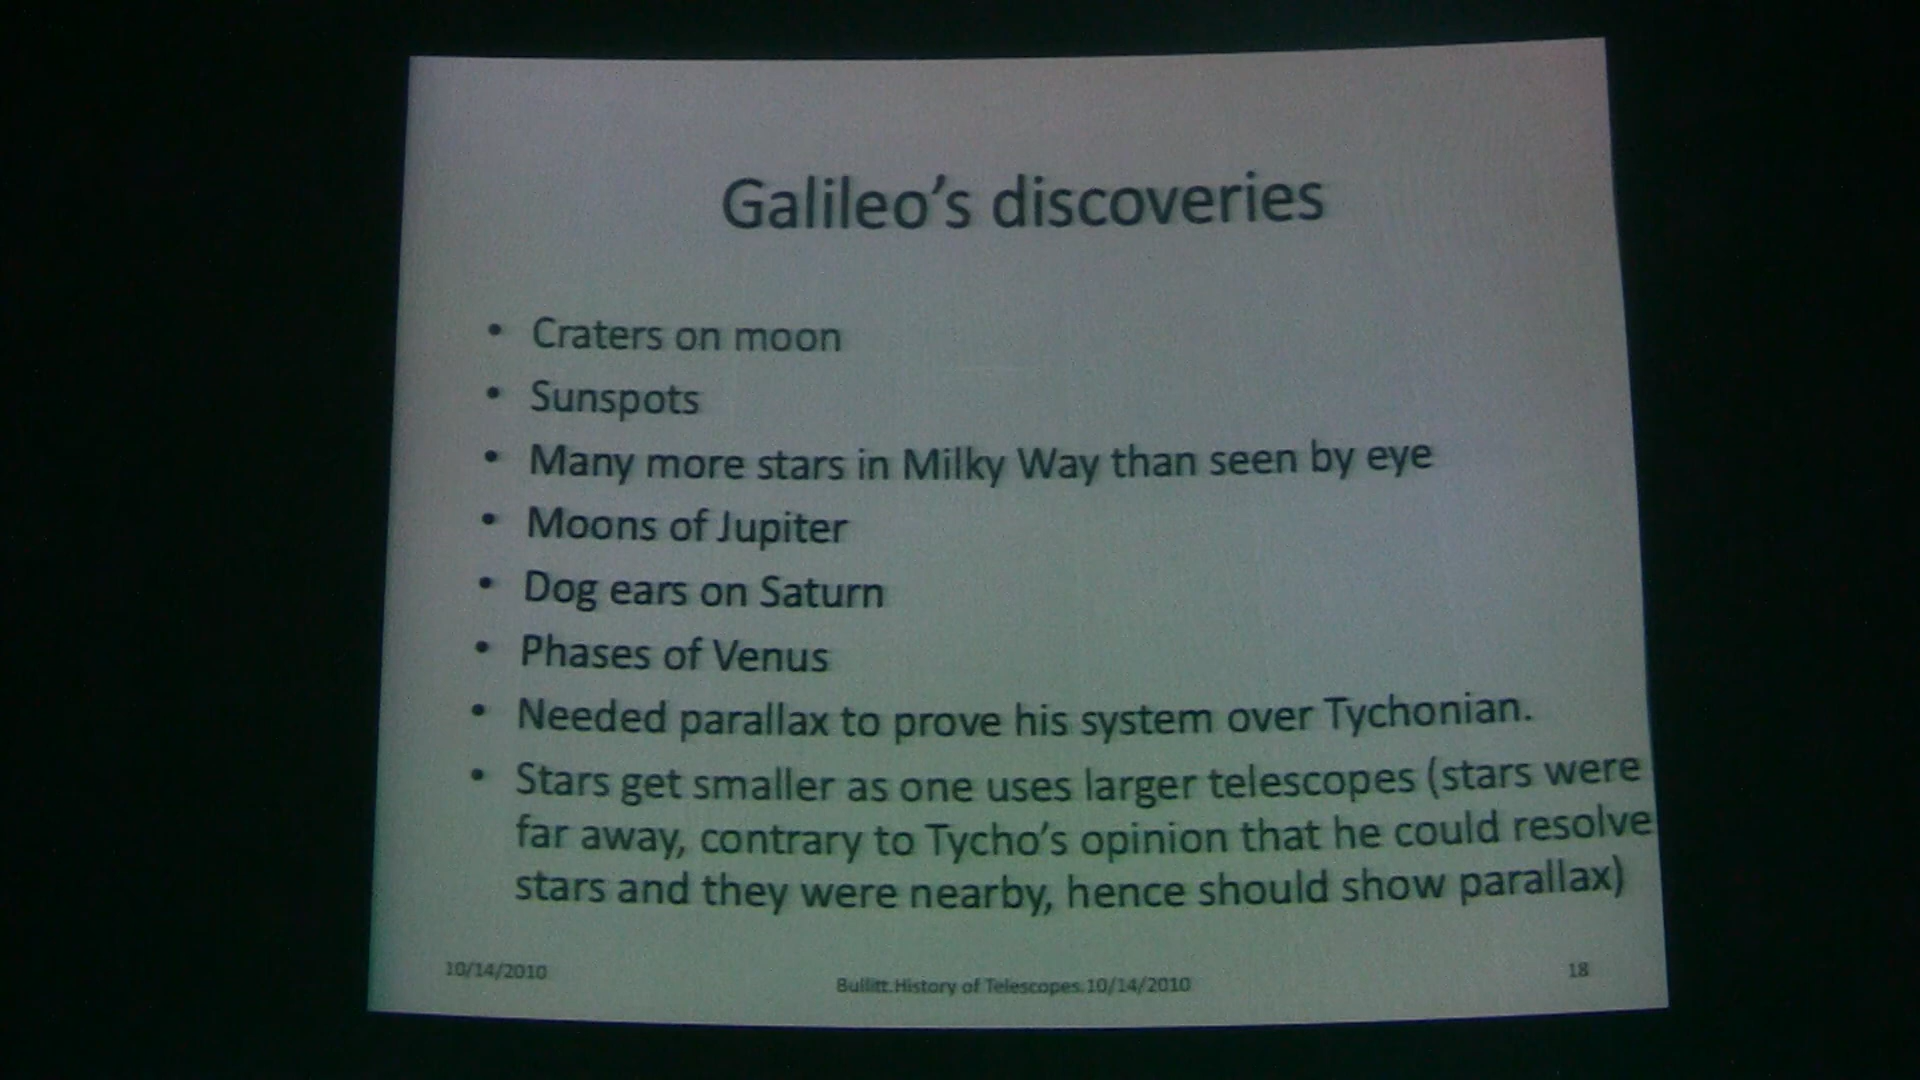 Galileo's discoveries
• Craters on moon
• Sunspots
• Many more stars in Milky Way than seen by eye
• Moons of Jupiter
• Dog ears on Saturn
• Phases of Venus
• Needed parallax to prove his system over Tychonian.
• Stars get smaller as one uses larger telescopes (stars were
far away, contrary to Tycho's opinion that he could resolve
stars and they were nearby, hence should show parallax)
10/14/2010
Bullitt.History of Telescopes.10/14/2010
18